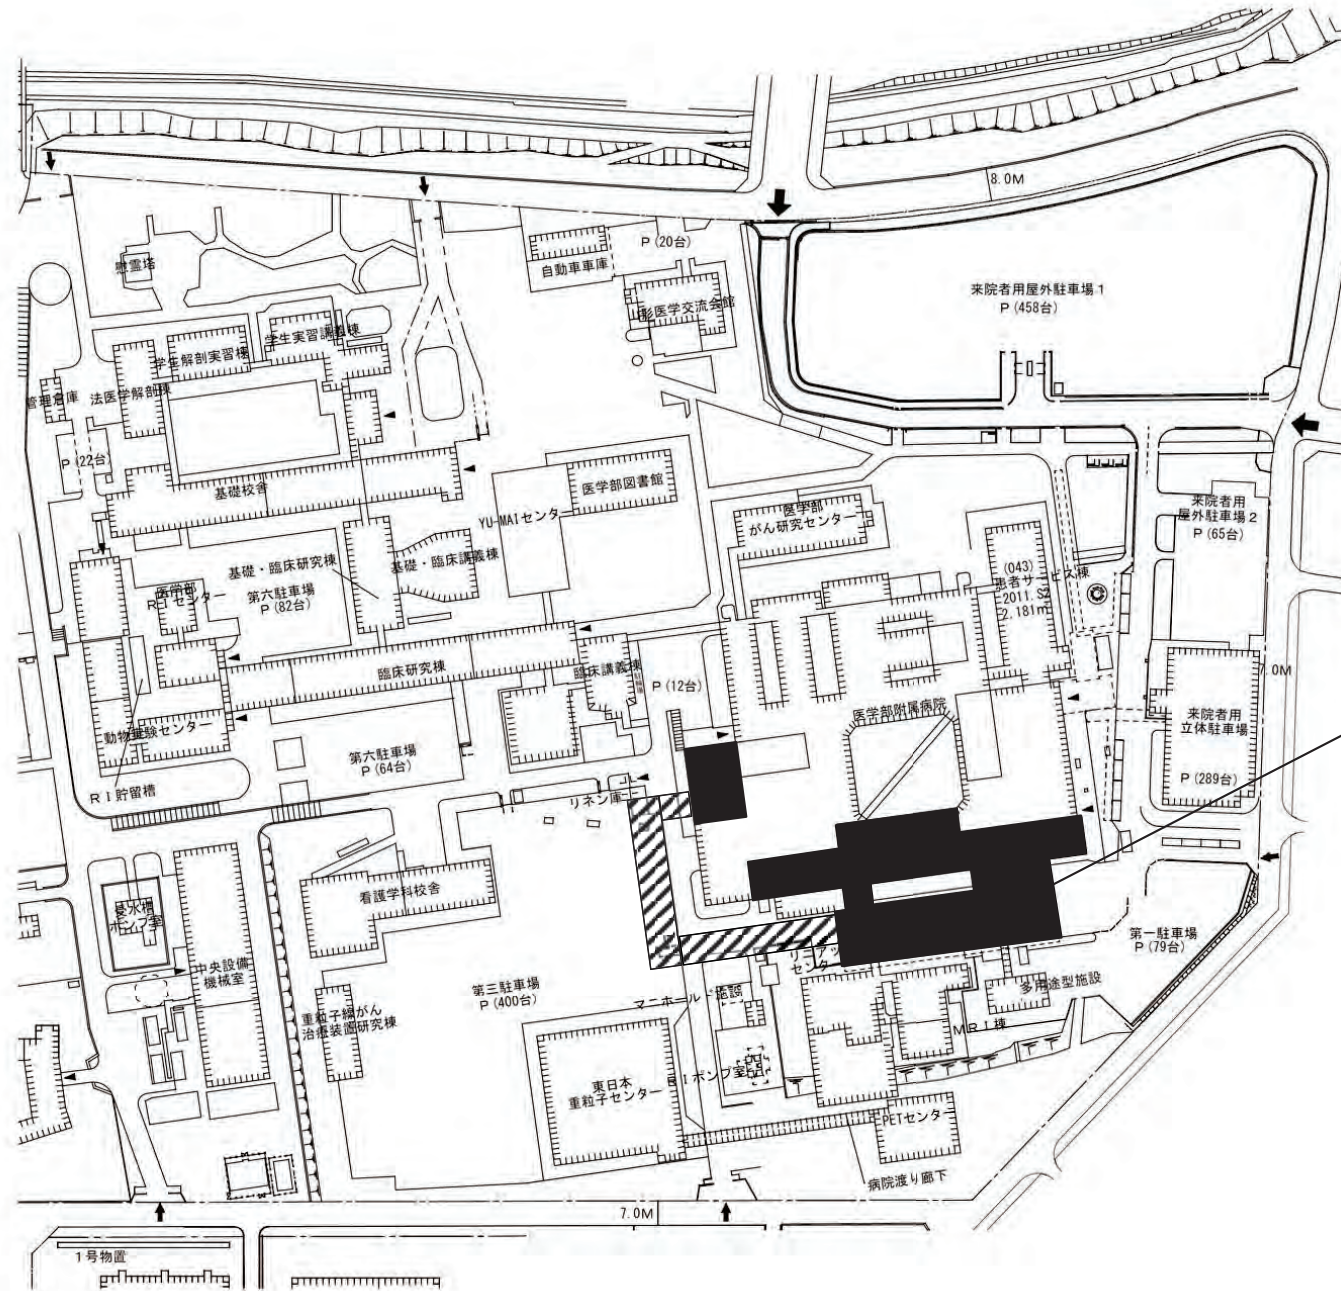 8.0M
P (20台)
自動車車庫
慰霊塔
来院者用屋外駐車場1
P (458台)
医学交流会館
学生実習講義棟
学生解剖実習棟
管理倉庫
法医学解剖棟
P (22台)
基礎校舎
医学部図書館
YU-MAIセンター
医学部
がん研究センター
来院者用
屋外駐車場2
P (65台)
基礎・臨床講義棟
基礎・臨床研究棟
第六駐車場
P (82台)
医学部
RIセンター
(043)
患者サービス棟
2011.S2
2.181㎡
臨床研究棟
臨床講義棟
P (12台)
7.0M
医学部附属病院
来院者用
立体駐車場
P (289台)
動物実験センター
第六駐車場
P (64台)
RI貯留槽
リネン庫
看護学科校舎
受水槽
ポンプ室
中央設備
機械室
第三駐車場
P (400台)
第一駐車場
P (79台)
センター
多用途型施設
マニホールド施設
MRI棟
重粒子線がん
治療装置研究棟
東日本
重粒子センター
RIポンプ室
PETセンター
病院渡り廊下
7.0M
1号物置